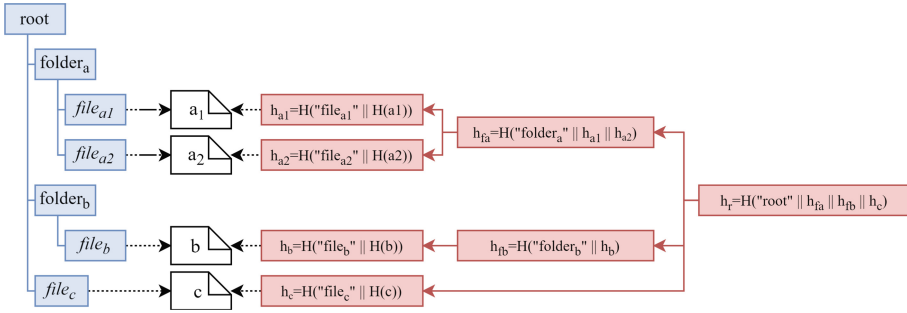 root
folder_a
file_a1 a_1 h_a1=H("file_a1" || H(a1))
h_fa=H("folder_a" || h_a1 || h_a2)
file_a2 a_2 h_a2=H("file_a2" || H(a2))
folder_b
h_r=H("root" || h_fa || h_fb || h_c)
file_b b h_b=H("file_b" || H(b)) h_fb=H("folder_b" || h_b)
file_c c h_c=H("file_c" || H(c))